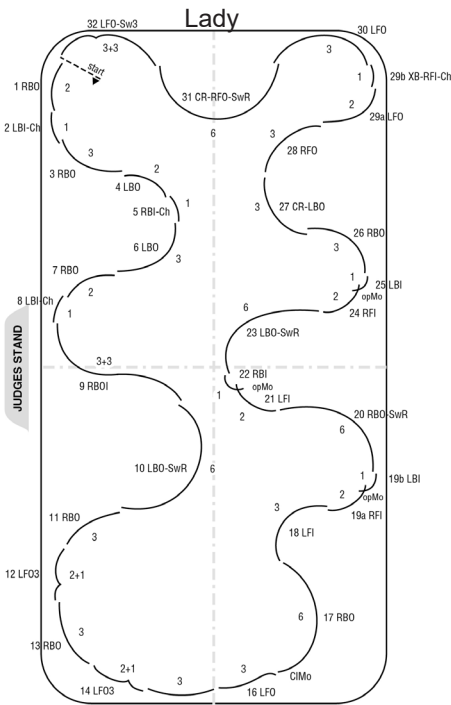 Lady
32 LFO-Sw3
30 LFO
3+3
3
start
29b XB-RFI-Ch
1
1 RBO
2
31 CR-RFO-SwR
2
29a LFO
2 LBI-Ch
1
6
3
28 RFO
3
3 RBO
2
4 LBO
1
5 RBI-Ch
3
27 CR-LBO
26 RBO
6 LBO
3
3
7 RBO
1
25 LBI
2
opMo
8 LBI-Ch
2
1
6
24 RFI
23 LBO-SwR
JUDGES STAND
3+3
22 RBI
9 RBOI
opMo
1
21 LFI
2
20 RBO-SwR
6
10 LBO-SwR
6
1
19b LBI
2
opMo
11 RBO
3
19a RFI
3
18 LFI
12 LFO3
2+1
6
17 RBO
3
13 RBO
2+1
3
3
ClMo
14 LFO3
16 LFO